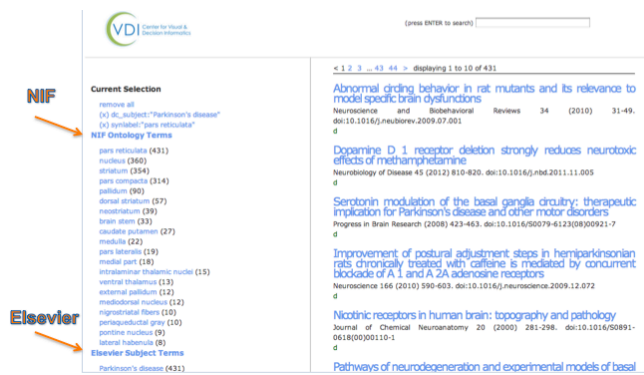 VDI Center for Visual &
Decision Informatics
(press ENTER to search)
< 1 2 3 ... 43 44 > displaying 1 to 10 of 431
NIF
Current Selection
remove all
(x) dc_subject:"Parkinson's disease"
(x) synlabel:"pars reticulata"
NIF Ontology Terms
pars reticulata (431)
nucleus (360)
striatum (354)
pars compacta (314)
pallidum (90)
dorsal striatum (57)
neostriatum (39)
brain stem (33)
caudate putamen (27)
medulla (22)
pars lateralis (19)
medial part (18)
intralaminar thalamic nuclei (15)
ventral thalamus (13)
external pallidum (12)
mediodorsal nucleus (12)
nigrostriatal fibers (10)
periaqueductal gray (10)
pontine nucleus (9)
lateral habenula (8)
Elsevier
Elsevier Subject Terms
Parkinson's disease (431)
Abnormal circling behavior in rat mutants and its relevance to
model specific brain dysfunctions
Neuroscience and Biobehavioral Reviews 34 (2010) 31-49.
doi:10.1016/j.neubiorev.2009.07.001
d
Dopamine D 1 receptor deletion strongly reduces neurotoxic
effects of methamphetamine
Neurobiology of Disease 45 (2012) 810-820. doi:10.1016/j.nbd.2011.11.005
d
Serotonin modulation of the basal ganglia circuitry: therapeutic
implication for Parkinson's disease and other motor disorders
Progress in Brain Research (2008) 423-463. doi:10.1016/S0079-6123(08)00921-7
d
Improvement of postural adjustment steps in hemiparkinsonian
rats chronically treated with caffeine is mediated by concurrent
blockade of A 1 and A 2A adenosine receptors
Neuroscience 166 (2010) 590-603. doi:10.1016/j.neuroscience.2009.12.072
d
Nicotinic receptors in human brain: topography and pathology
Journal of Chemical Neuroanatomy 20 (2000) 281-298. doi:10.1016/S0891-
0618(00)00110-1
d
Pathways of neurodegeneration and experimental models of basal